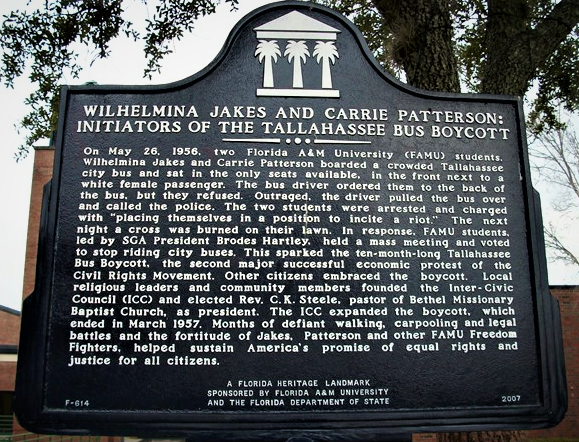 WILHELMINA JAKES AND CARRIE PATTERSON:
INITIATORS OF THE TALLAHASSEE BUS BOYCOTT
On May 26, 1956, two Florida A&M University (FAMU) students,
Wilhelmina Jakes and Carrie Patterson boarded a crowded Tallahassee
city bus and sat in the only seats available, in the front next to a
white female passenger. The bus driver ordered them to the back of
the bus, but they refused. Outraged, the driver pulled the bus over
and called the police. The two students were arrested and charged
with "placing themselves in a position to incite a riot." The next
night a cross was burned on their lawn. In response, FAMU students,
led by SGA President Brodes Hartley, held a mass meeting and voted
to stop riding city buses. This sparked the ten-month-long Tallahassee
Bus Boycott, the second major successful economic protest of the
Civil Rights Movement. Other citizens embraced the boycott. Local
religious leaders and community members founded the Inter-Civic
Council (ICC) and elected Rev. C.K. Steele, pastor of Bethel Missionary
Baptist Church, as president. The ICC expanded the boycott, which
ended in March 1957. Months of defiant walking, carpooling and legal
battles and the fortitude of Jakes, Patterson and other FAMU Freedom
Fighters, helped sustain America's promise of equal rights and
justice for all citizens.
A FLORIDA HERITAGE LANDMARK
SPONSORED BY FLORIDA A&M UNIVERSITY
AND THE FLORIDA DEPARTMENT OF STATE
F-614
2007